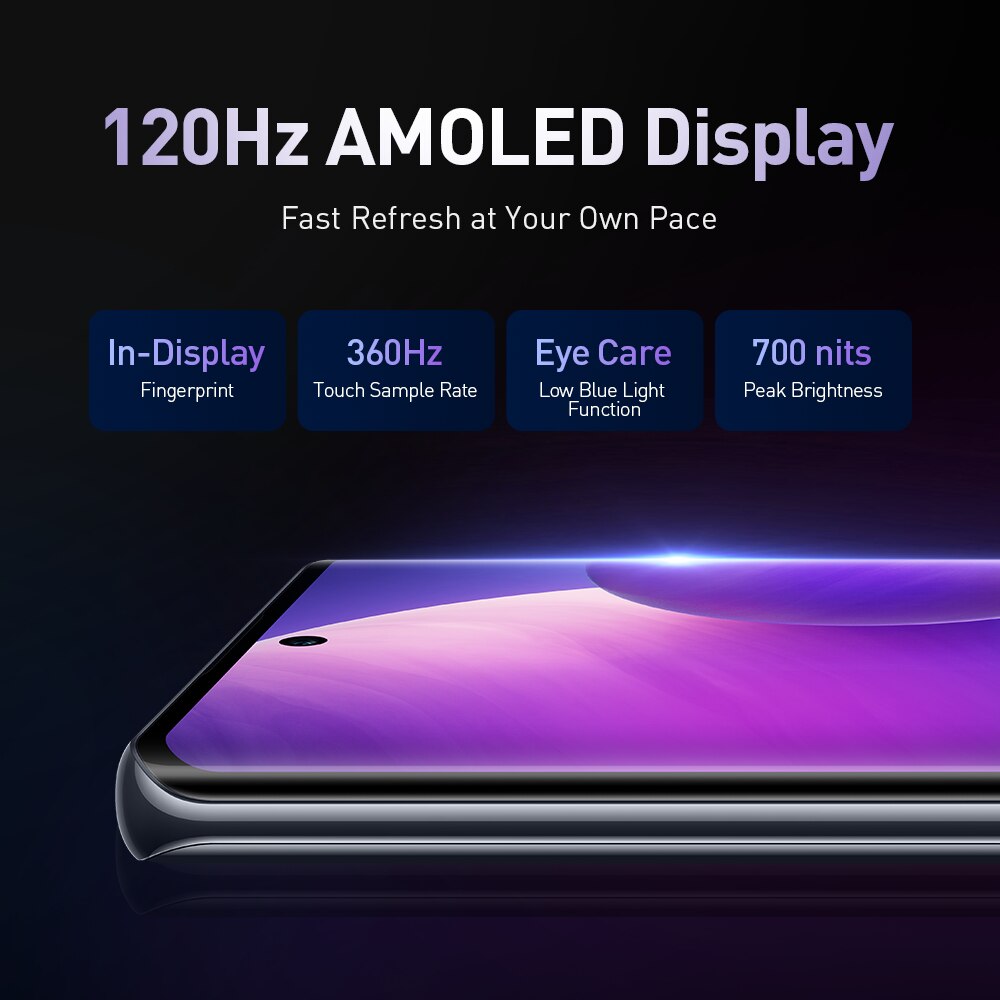 120Hz AMOLED Display
Fast Refresh at Your Own Pace
In-Display
Fingerprint
360Hz
Touch Sample Rate
Eye Care
Low Blue Light
Function
700 nits
Peak Brightness